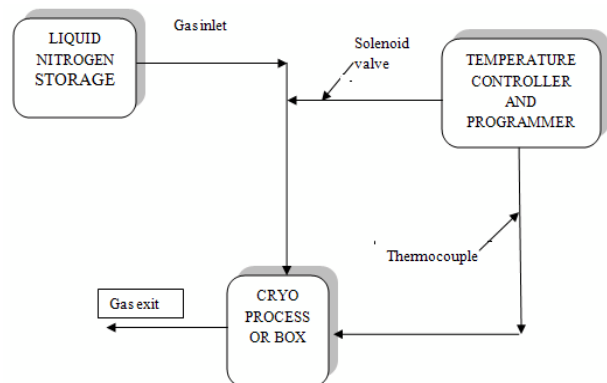 LIQUID
NITROGEN
STORAGE
Gas inlet
Solenoid
valve
TEMPERATURE
CONTROLLER
AND
PROGRAMMER
Thermocouple
Gas exit
CRYO
PROCESS
OR BOX